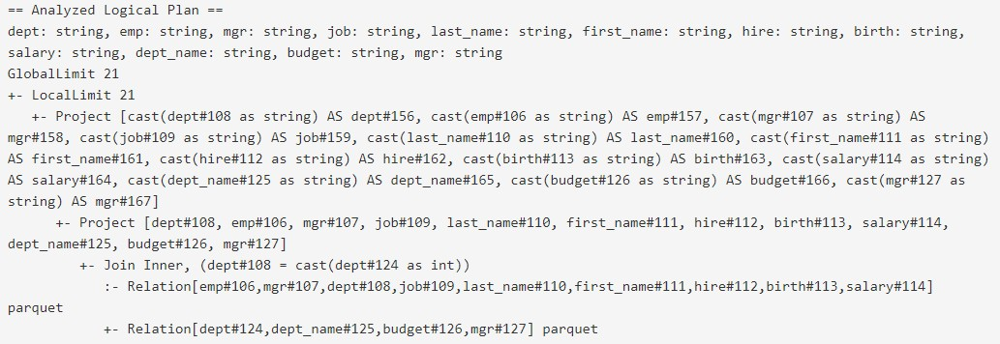 == Analyzed Logical Plan ==
dept: string, emp: string, mgr: string, job: string, last_name: string, first_name: string, hire: string, birth: string,
salary: string, dept_name: string, budget: string, mgr: string
GlobalLimit 21
+- LocalLimit 21
   +- Project [cast(dept#108 as string) AS dept#156, cast(emp#106 as string) AS emp#157, cast(mgr#107 as string) AS
mgr#158, cast(job#109 as string) AS job#159, cast(last_name#110 as string) AS last_name#160, cast(first_name#111 as string)
AS first_name#161, cast(hire#112 as string) AS hire#162, cast(birth#113 as string) AS birth#163, cast(salary#114 as string)
AS salary#164, cast(dept_name#125 as string) AS dept_name#165, cast(budget#126 as string) AS budget#166, cast(mgr#127 as
string) AS mgr#167]
      +- Project [dept#108, emp#106, mgr#107, job#109, last_name#110, first_name#111, hire#112, birth#113, salary#114,
dept_name#125, budget#126, mgr#127]
         +- Join Inner, (dept#108 = cast(dept#124 as int))
            :- Relation[emp#106,mgr#107,dept#108,job#109,last_name#110,first_name#111,hire#112,birth#113,salary#114]
parquet
            +- Relation[dept#124,dept_name#125,budget#126,mgr#127] parquet